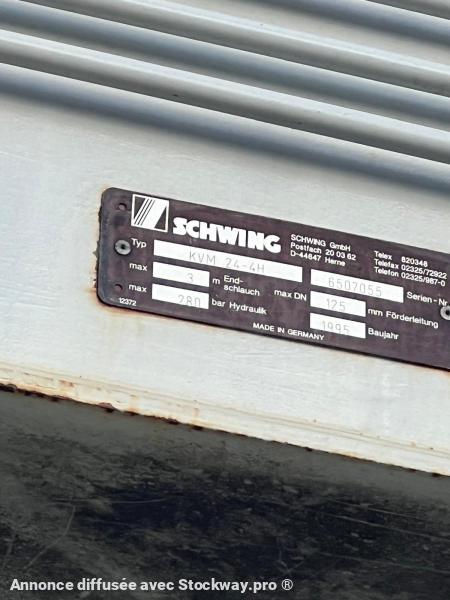 SCHWING
SCHWING GmbH
Postfach 20 03 62
D-44647 Herne
Telex 820348
Telefax 02325/72922
Telefon 02325/987-0
Typ KVM 24-4H 6507055 Serien-Nr
max 3 m End-schlauch max DN 125 mm Förderleitung
max 280 bar Hydraulik 1995 Baujahr
12372
MADE IN GERMANY
Annonce diffusée avec Stockway.pro ®